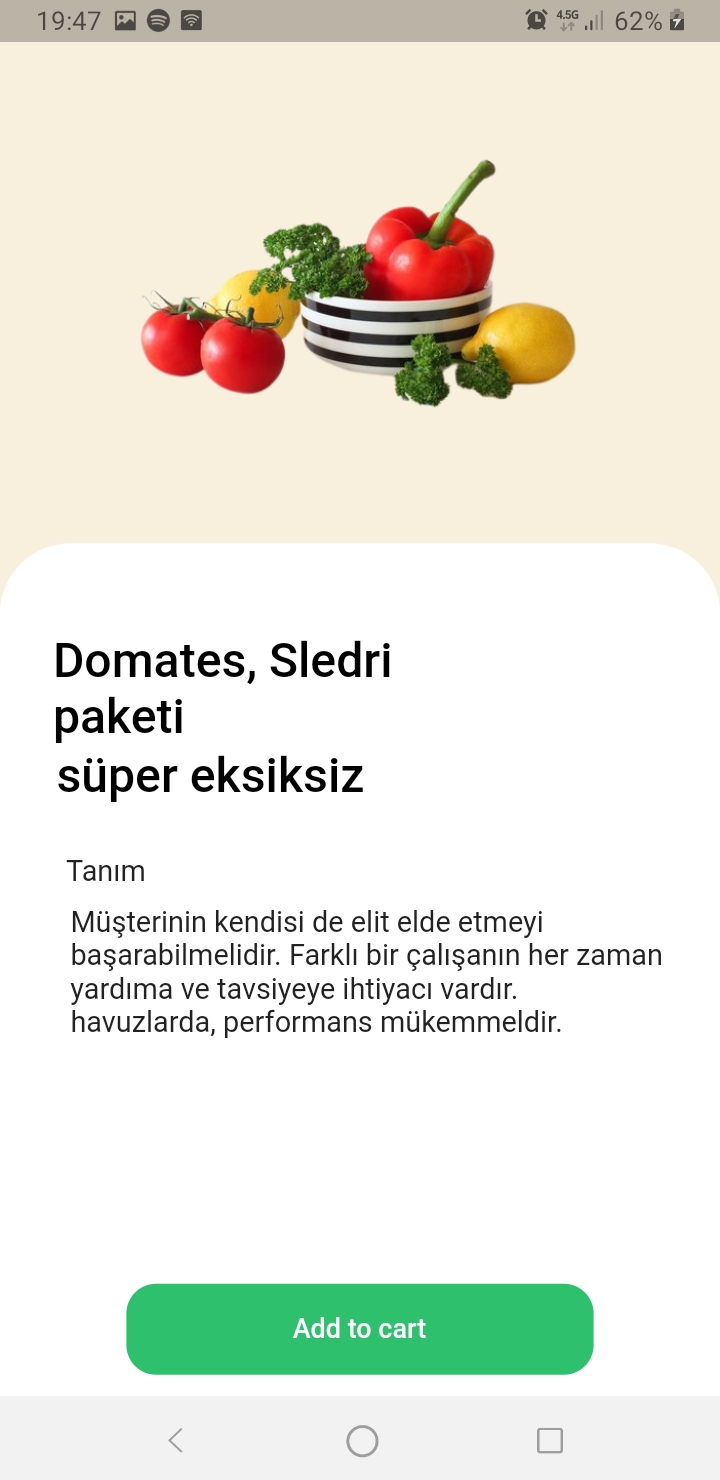 19:47 4.5G 62%
Domates, Sledri
paketi
süper eksiksiz
Tanım
Müşterinin kendisi de elit elde etmeyi
başarabilmelidir. Farklı bir çalışanın her zaman
yardıma ve tavsiyeye ihtiyacı vardır.
havuzlarda, performans mükemmeldir.
Add to cart